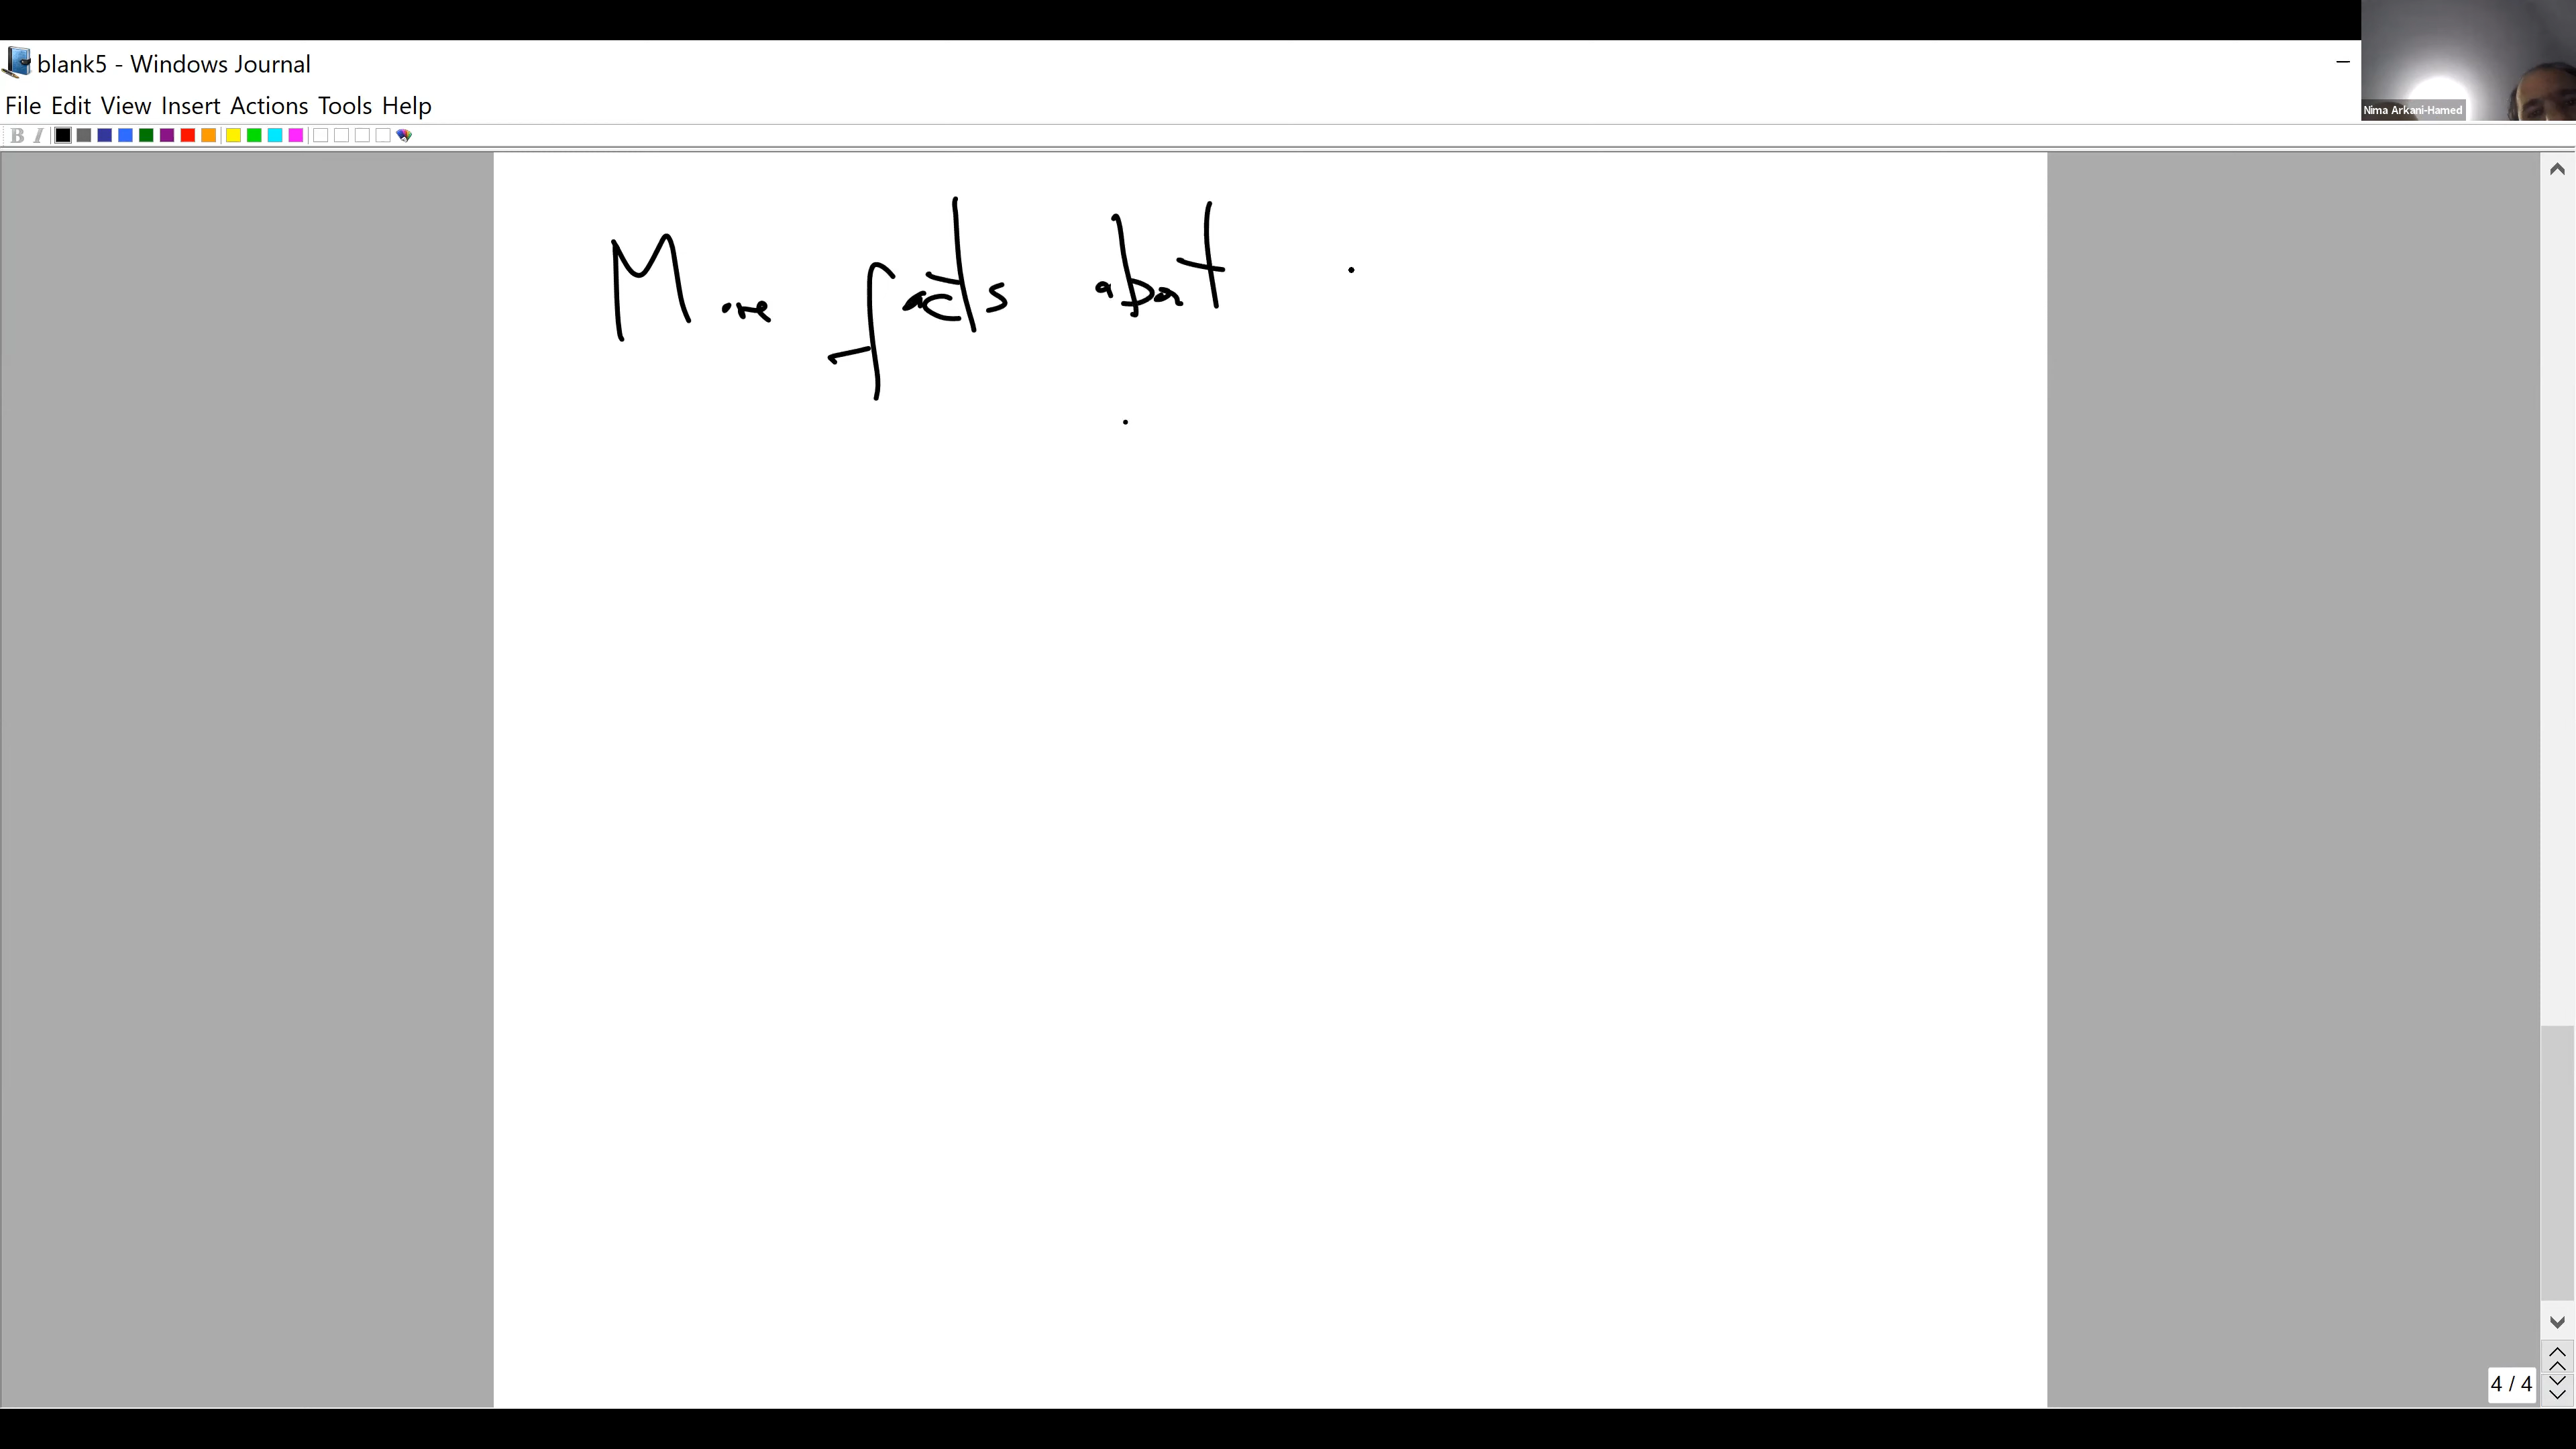 Nima Arkani-Hamed
blank5 - Windows Journal
File Edit View Insert Actions Tools Help
B I
More facts about
4 / 4